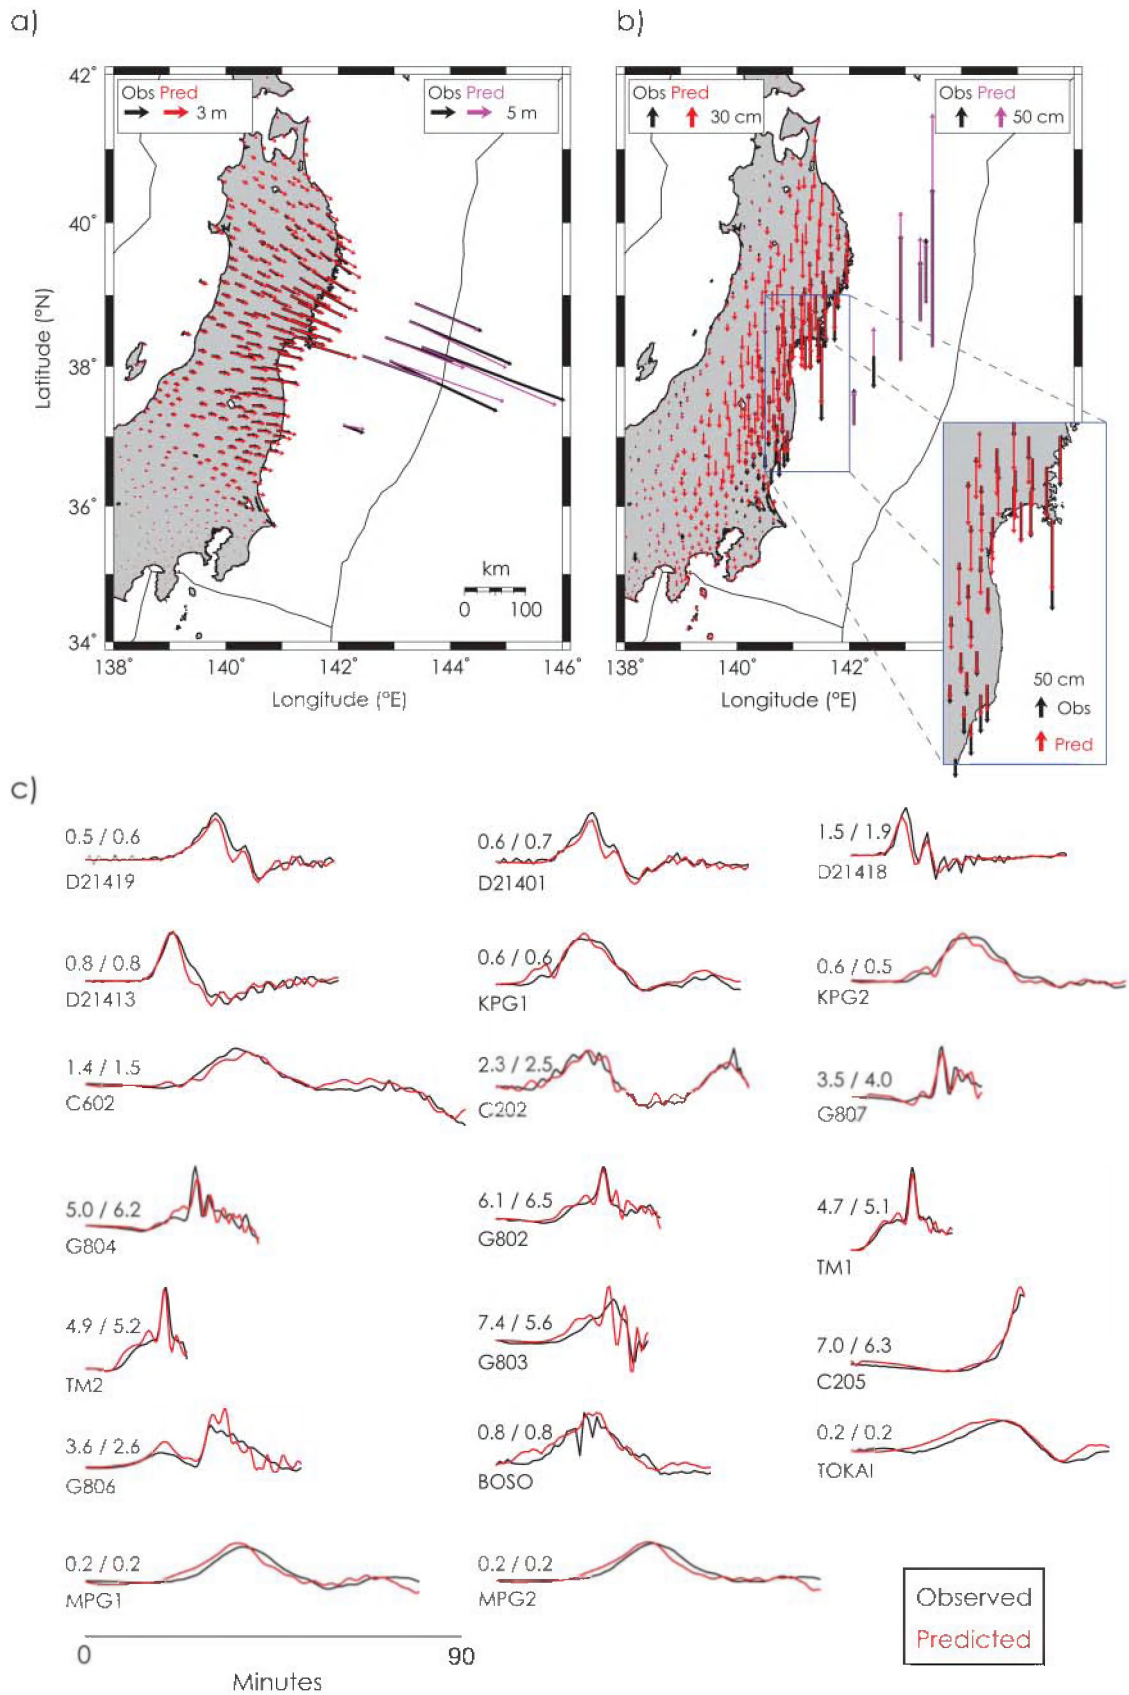 a)
b)
Obs Pred
3 m
Obs Pred
5 m
Obs Pred
30 cm
Obs Pred
50 cm
42°
40°
38°
36°
34°
Latitude (°N)
km
0 100
138° 140° 142° 144° 146°
Longitude (°E)
138° 140° 142°
Longitude (°E)
50 cm
Obs
Pred
c)
0.5 / 0.6
D21419
0.6 / 0.7
D21401
1.5 / 1.9
D21418
0.8 / 0.8
D21413
0.6 / 0.6
KPG1
0.6 / 0.5
KPG2
1.4 / 1.5
C602
2.3 / 2.5
C202
3.5 / 4.0
G807
5.0 / 6.2
G804
6.1 / 6.5
G802
4.7 / 5.1
TM1
4.9 / 5.2
TM2
7.4 / 5.6
G803
7.0 / 6.3
C205
3.6 / 2.6
G806
0.8 / 0.8
BOSO
0.2 / 0.2
TOKAI
0.2 / 0.2
MPG1
0.2 / 0.2
MPG2
Observed
Predicted
0 90
Minutes